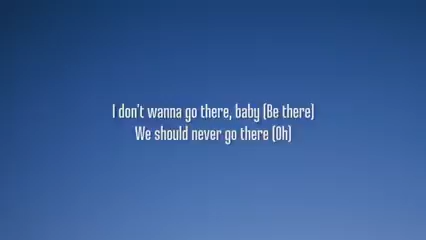 I don't wanna go there, baby (Be there)
We should never go there (Oh)